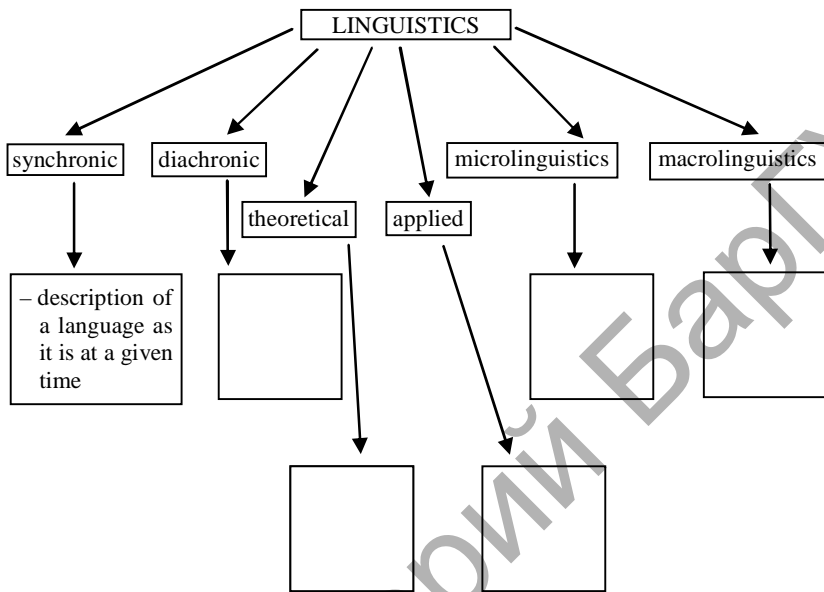 LINGUISTICS
synchronic
diachronic
microlinguistics
macrolinguistics
theoretical
applied
– description of
a language as
it is at a given
time